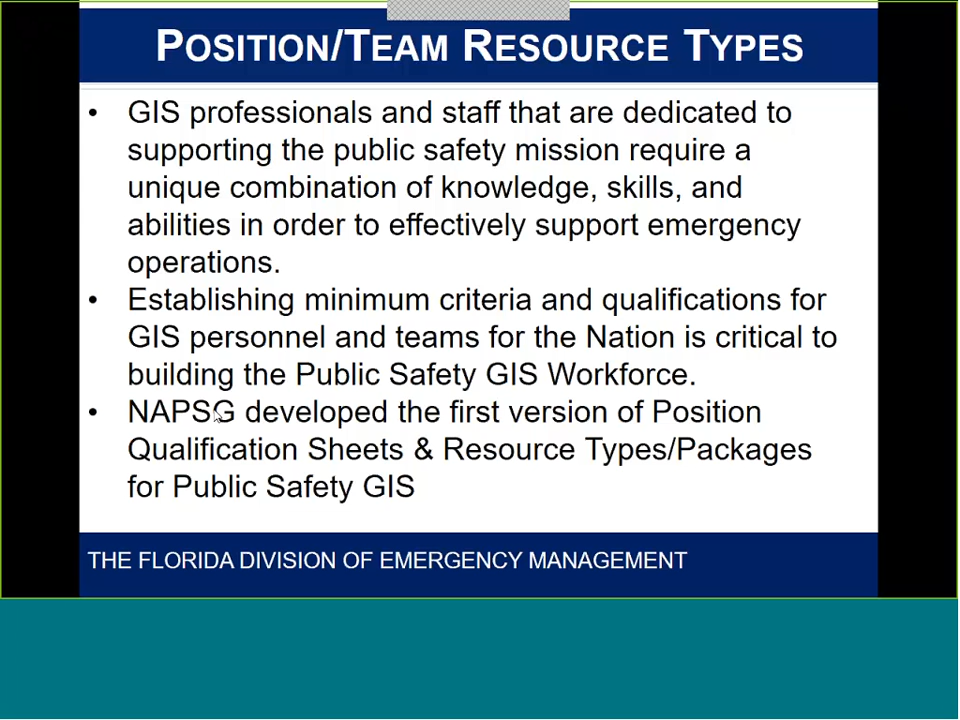 POSITION/TEAM RESOURCE TYPES
• GIS professionals and staff that are dedicated to
supporting the public safety mission require a
unique combination of knowledge, skills, and
abilities in order to effectively support emergency
operations.
• Establishing minimum criteria and qualifications for
GIS personnel and teams for the Nation is critical to
building the Public Safety GIS Workforce.
• NAPSG developed the first version of Position
Qualification Sheets & Resource Types/Packages
for Public Safety GIS
THE FLORIDA DIVISION OF EMERGENCY MANAGEMENT